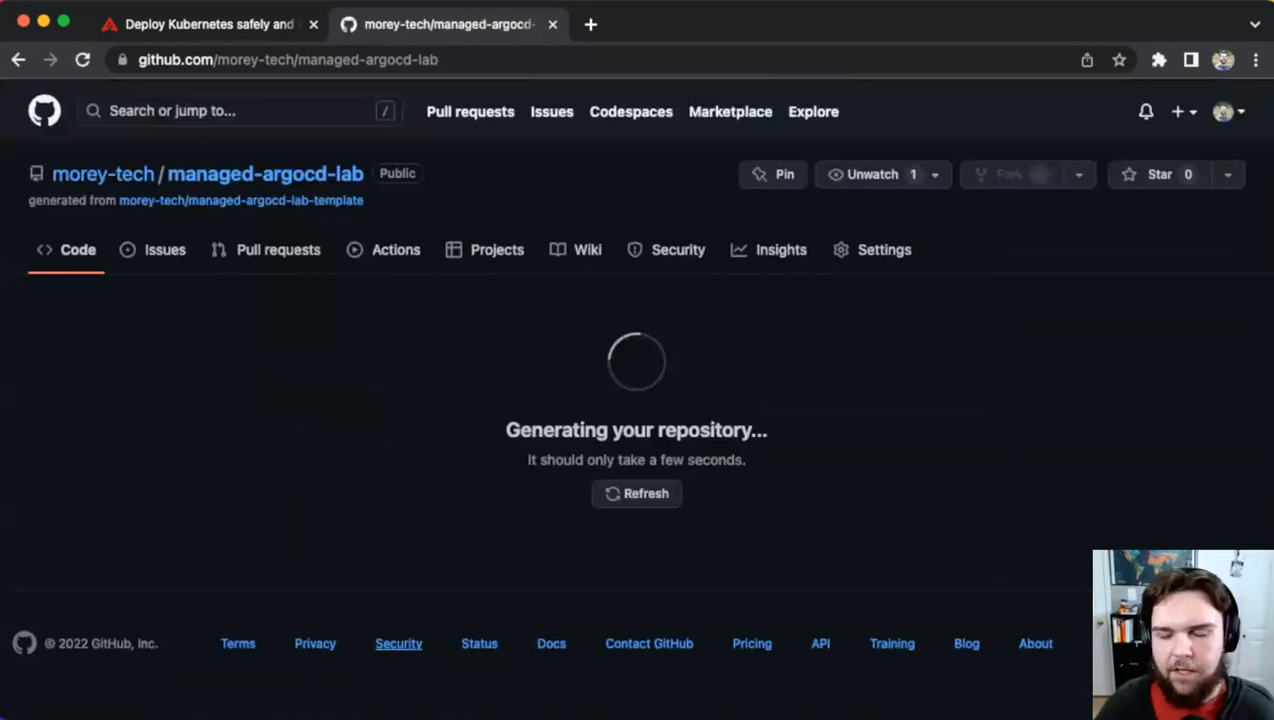 Deploy Kubernetes safely and
morey-tech/managed-argocd-
github.com/morey-tech/managed-argocd-lab
Search or jump to...
/
Pull requests
Issues
Codespaces
Marketplace
Explore
morey-tech / managed-argocd-lab
Public
Pin
Unwatch 1
Fork
Star 0
generated from morey-tech/managed-argocd-lab-template
Code
Issues
Pull requests
Actions
Projects
Wiki
Security
Insights
Settings
Generating your repository...
It should only take a few seconds.
Refresh
© 2022 GitHub, Inc.
Terms
Privacy
Security
Status
Docs
Contact GitHub
Pricing
API
Training
Blog
About